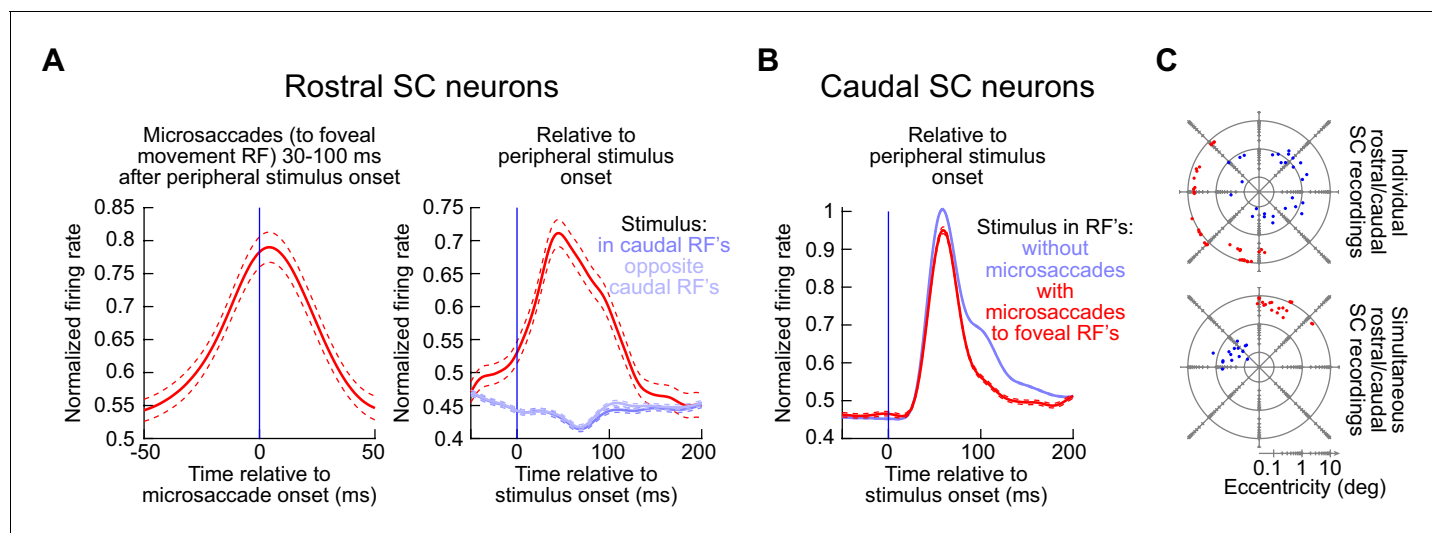 A
Rostral SC neurons
Microsaccades (to foveal
movement RF) 30-100 ms
after peripheral stimulus onset
0.85
0.8
0.75
0.7
0.65
0.6
0.55
0.5
Normalized firing rate
-50
0
50
Time relative to
microsaccade onset (ms)
Relative to
peripheral stimulus
onset
0.75
0.7
0.65
0.6
0.55
0.5
0.45
0.4
Normalized firing rate
Stimulus:
in caudal RF's
opposite
caudal RF's
0
100
200
Time relative to
stimulus onset (ms)
B
Caudal SC neurons
Relative to
peripheral stimulus
onset
1
0.9
0.8
0.7
0.6
0.5
0.4
Normalized firing rate
Stimulus in RF's:
without
microsaccades
with
microsaccades
to foveal RF's
0
100
200
Time relative to
stimulus onset (ms)
C
Individual
rostral/caudal
SC recordings
Simultaneous
rostral/caudal
SC recordings
0.1
1
10
Eccentricity (deg)